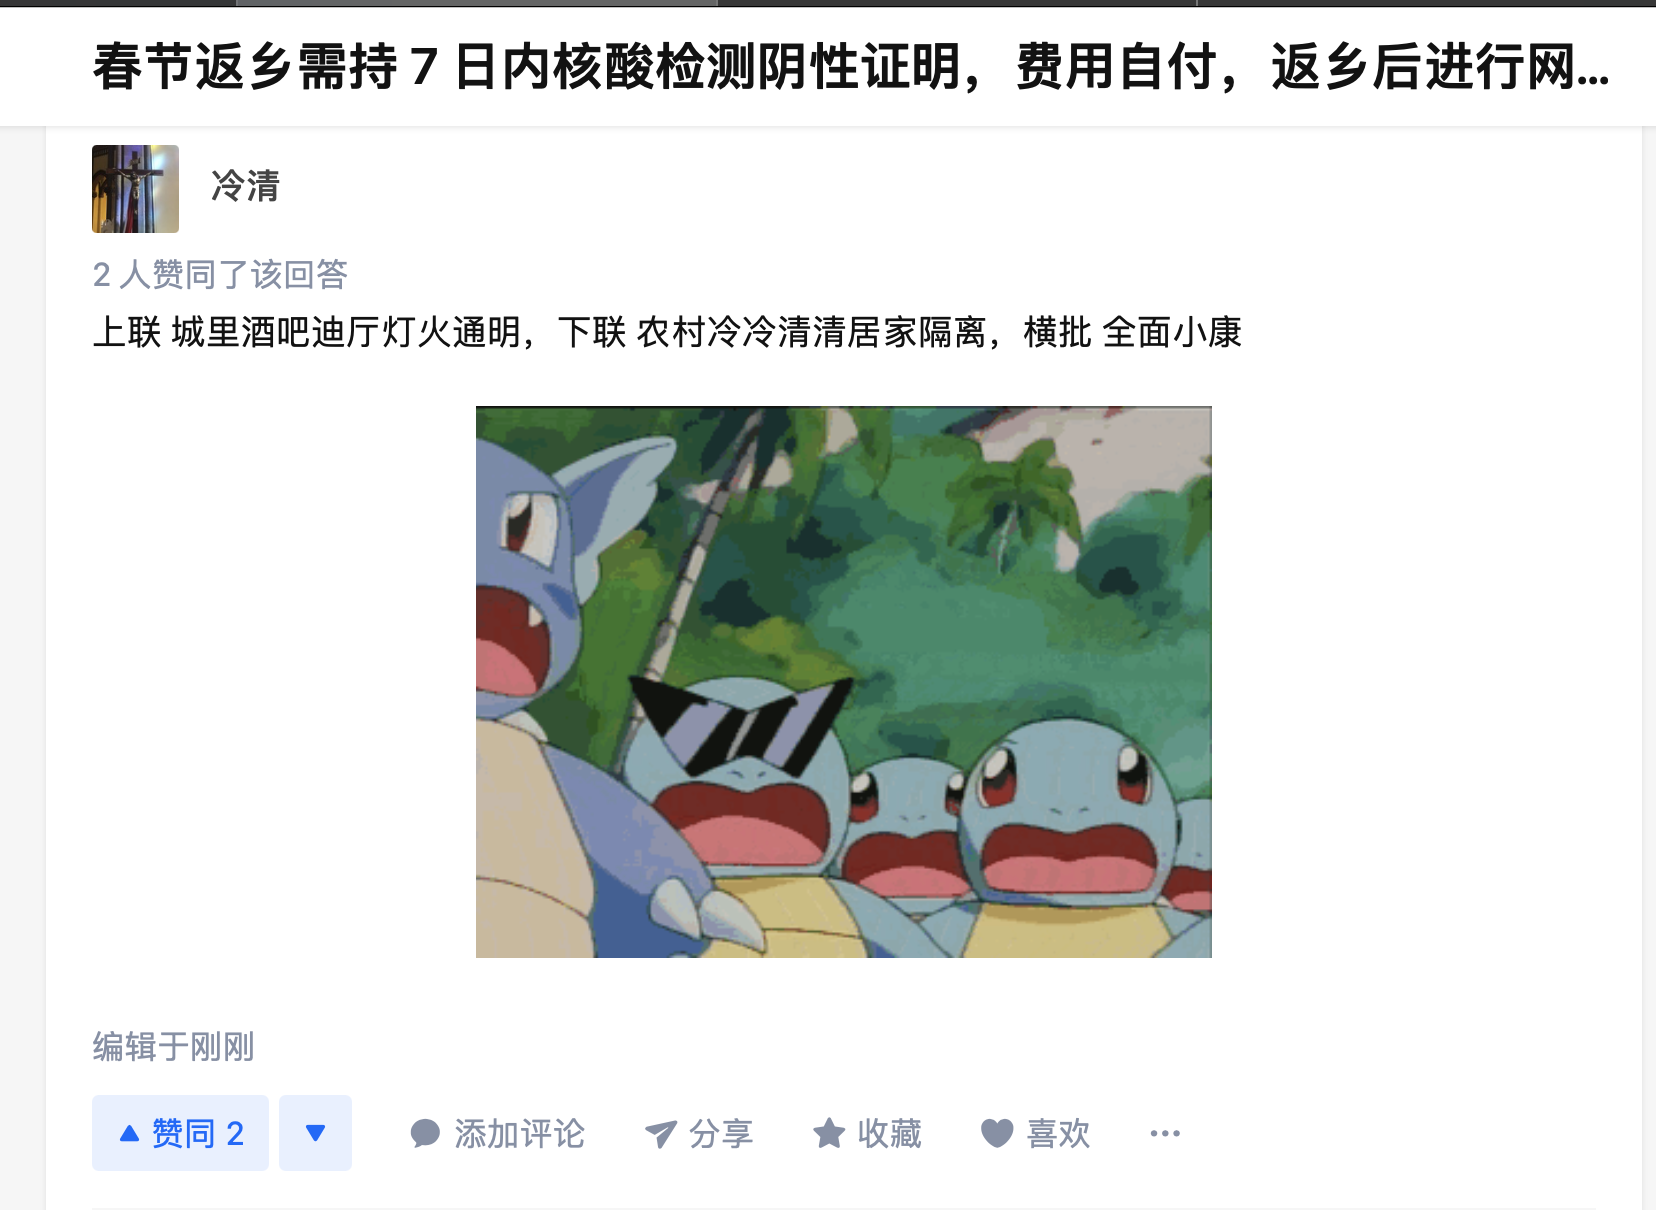 春节返乡需持 7 日内核酸检测阴性证明，费用自付，返乡后进行网...
冷清
2 人赞同了该回答
上联 城里酒吧迪厅灯火通明，下联 农村冷冷清清居家隔离，横批 全面小康
编辑于刚刚
赞同 2 添加评论 分享 收藏 喜欢 ...